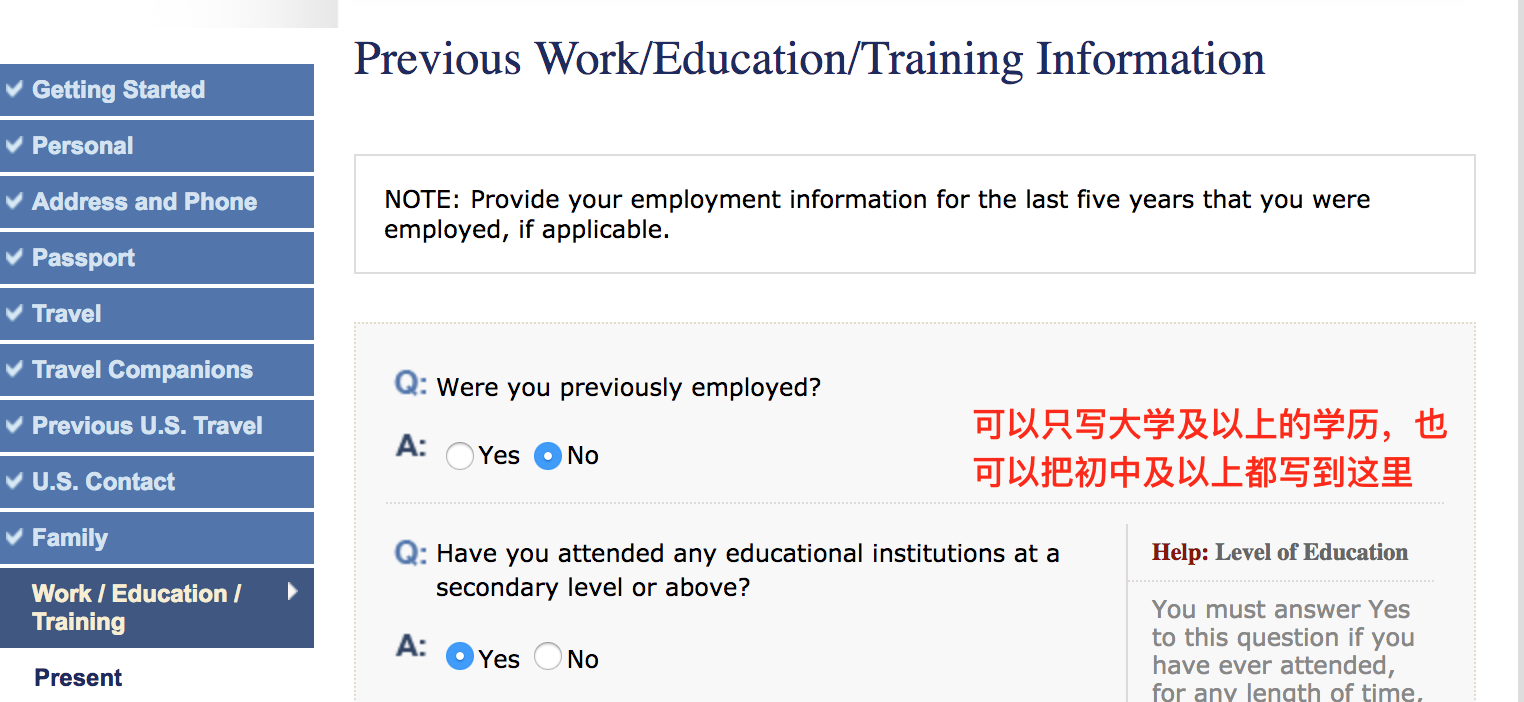 Previous Work/Education/Training Information
Getting Started
Personal
Address and Phone
Passport
Travel
Travel Companions
Previous U.S. Travel
U.S. Contact
Family
Work / Education /
Training
Present
NOTE: Provide your employment information for the last five years that you were
employed, if applicable.
Q: Were you previously employed?
A: Yes No
可以只写大学及以上的学历，也
可以把初中及以上都写到这里
Q: Have you attended any educational institutions at a
secondary level or above?
A: Yes No
Help: Level of Education
You must answer Yes
to this question if you
have ever attended,
for any length of time,